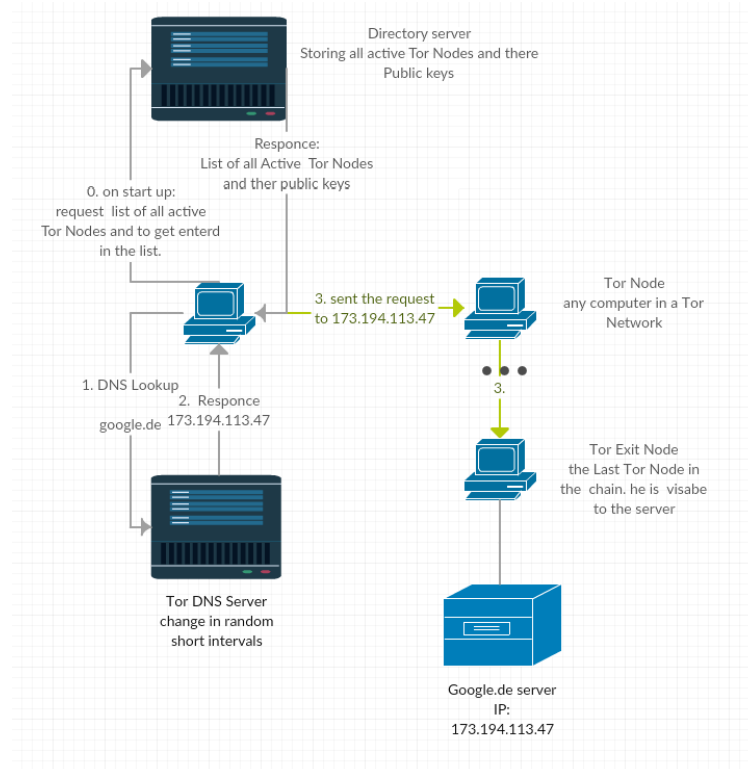 Directory server
Storing all active Tor Nodes and there
Public keys
Responce:
List of all Active Tor Nodes
and ther public keys
0. on start up:
request list of all active
Tor Nodes and to get enterd
in the list.
3. sent the request
to 173.194.113.47
Tor Node
any computer in a Tor
Network
1. DNS Lookup
google.de
2. Responce
173.194.113.47
3.
Tor Exit Node
the Last Tor Node in
the chain. he is visabe
to the server
Tor DNS Server
change in random
short intervals
Google.de server
IP:
173.194.113.47